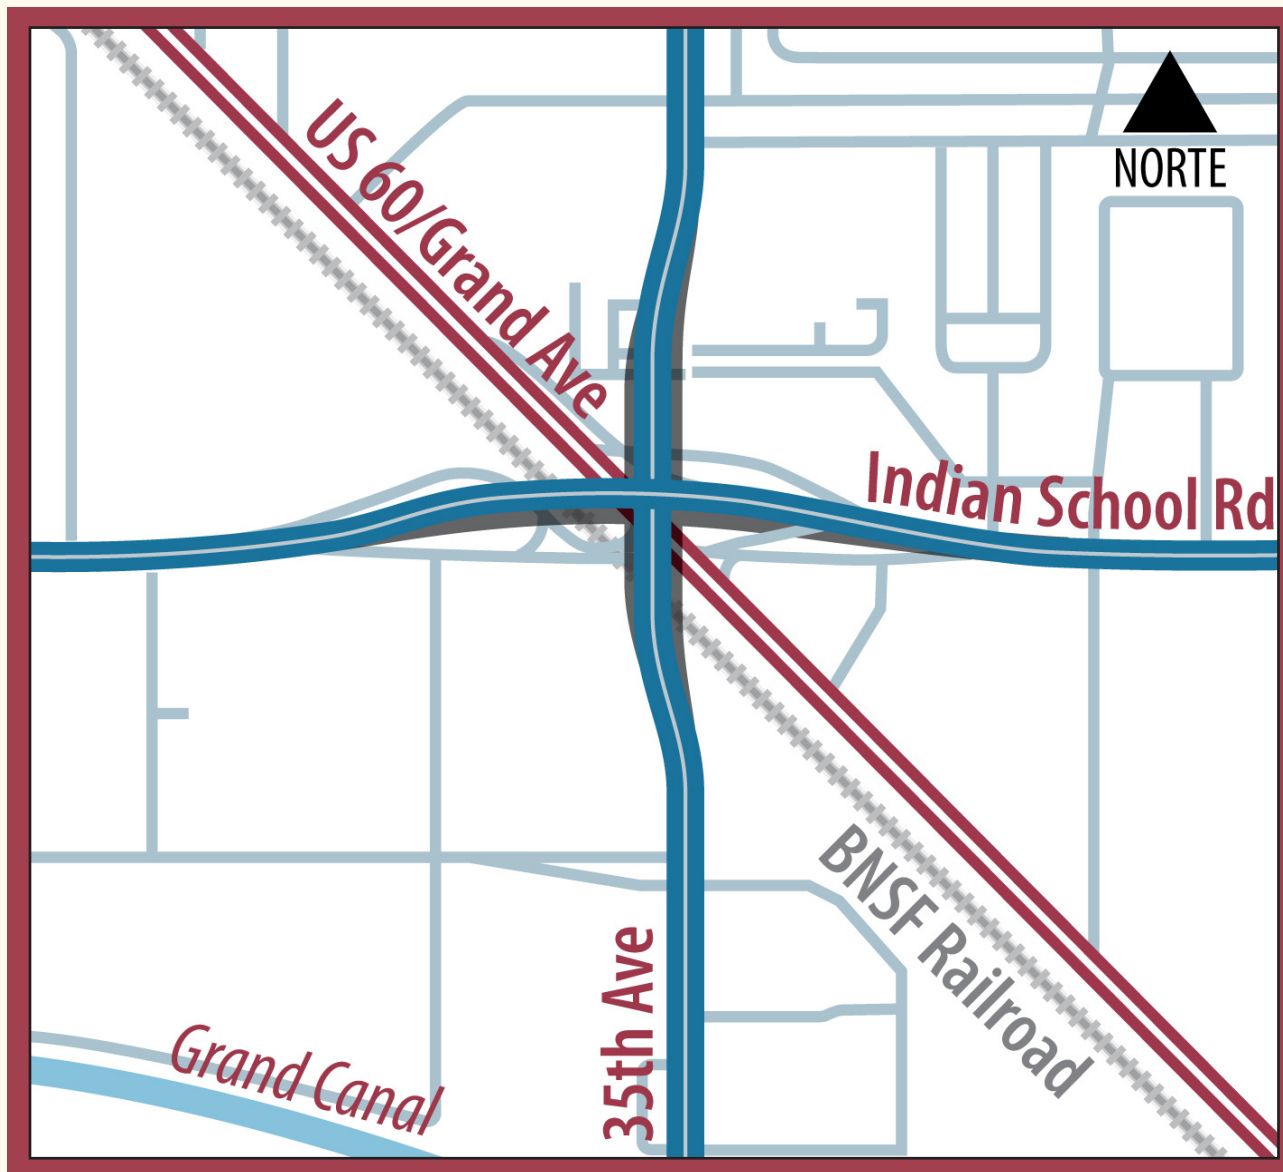 US 60/Grand Ave
NORTE
Indian School Rd
BNSF Railroad
35th Ave
Grand Canal